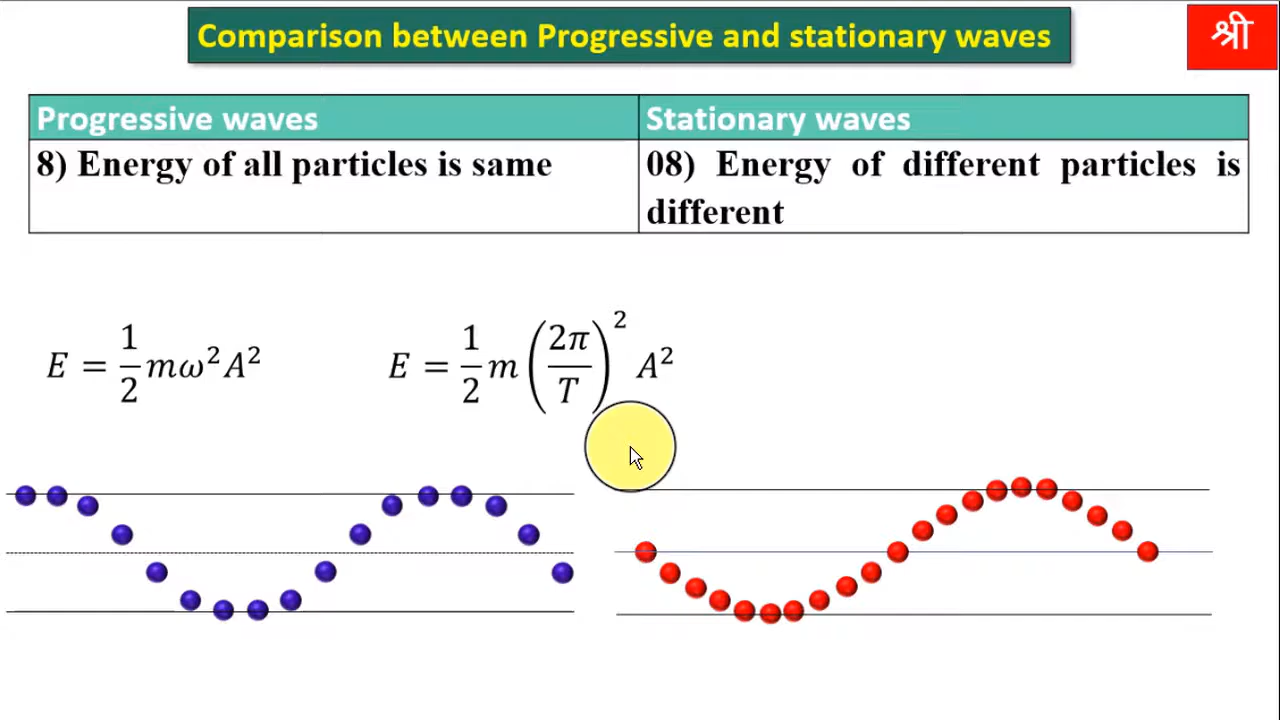 Comparison between Progressive and stationary waves
श्री
Progressive waves
Stationary waves
8) Energy of all particles is same
08) Energy of different particles is
different
E = 1/2 mω²A²
E = 1/2 m (2π/T)² A²